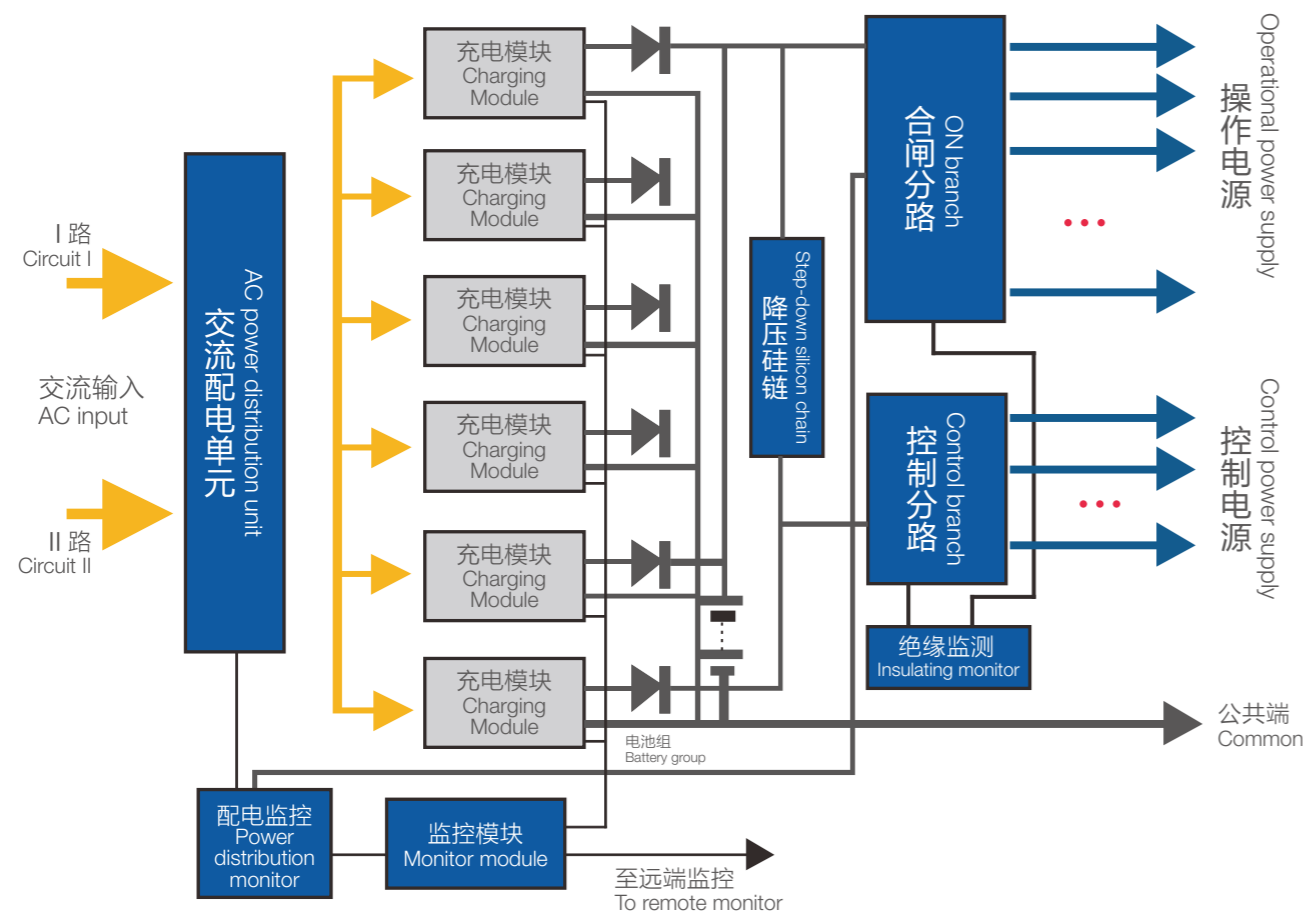 I 路
Circuit I
交流输入
AC input
II 路
Circuit II
交流配电单元
AC power distribution unit
充电模块
Charging
Module
充电模块
Charging
Module
充电模块
Charging
Module
充电模块
Charging
Module
充电模块
Charging
Module
充电模块
Charging
Module
降压硅链
Step-down silicon chain
合闸分路
ON branch
控制分路
Control branch
绝缘监测
Insulating monitor
操作电源
Operational power supply
控制电源
Control power supply
公共端
Common
电池组
Battery group
配电监控
Power
distribution
monitor
监控模块
Monitor module
至远端监控
To remote monitor